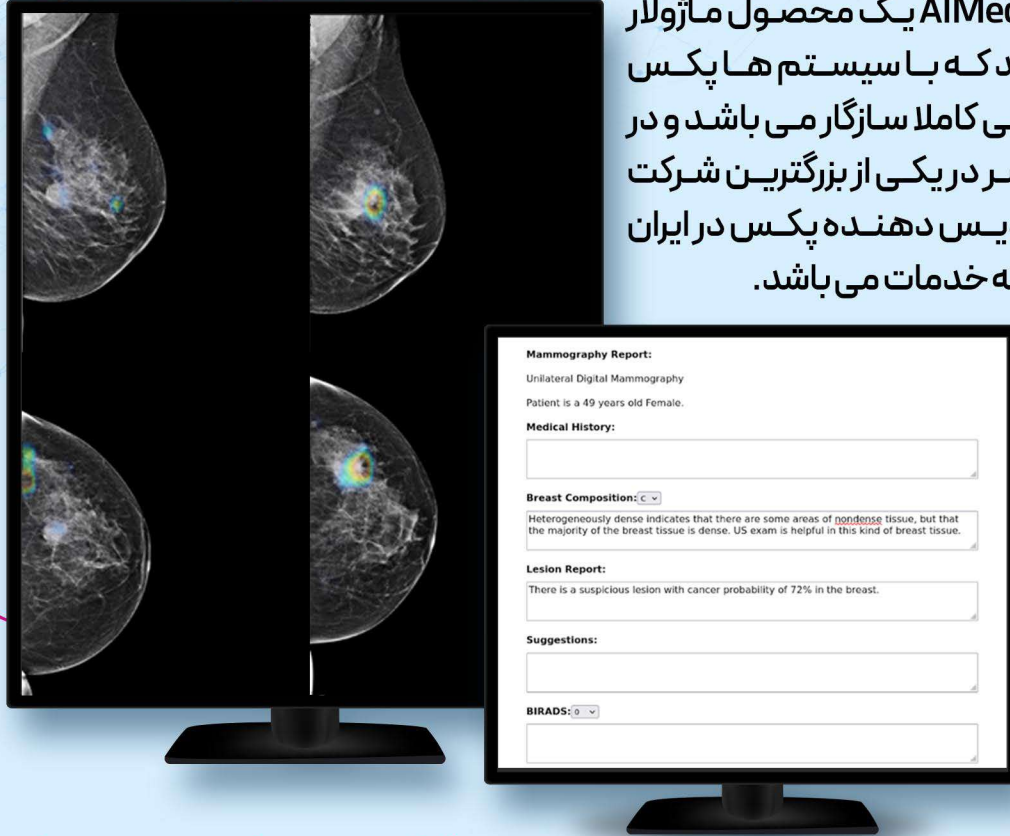 AIMed یک محصول ماژولار
که با سیستم ها پکس
کاملا سازگار می باشد و در
در یکی از بزرگترین شرکت
دهنده پکس در ایران
خدمات می باشد.
Mammography Report:
Unilateral Digital Mammography
Patient is a 49 years old Female.
Medical History:
Breast Composition: c
Heterogeneously dense indicates that there are some areas of nondense tissue, but that
the majority of the breast tissue is dense. US exam is helpful in this kind of breast tissue.
Lesion Report:
There is a suspicious lesion with cancer probability of 72% in the breast.
Suggestions:
BIRADS: 0